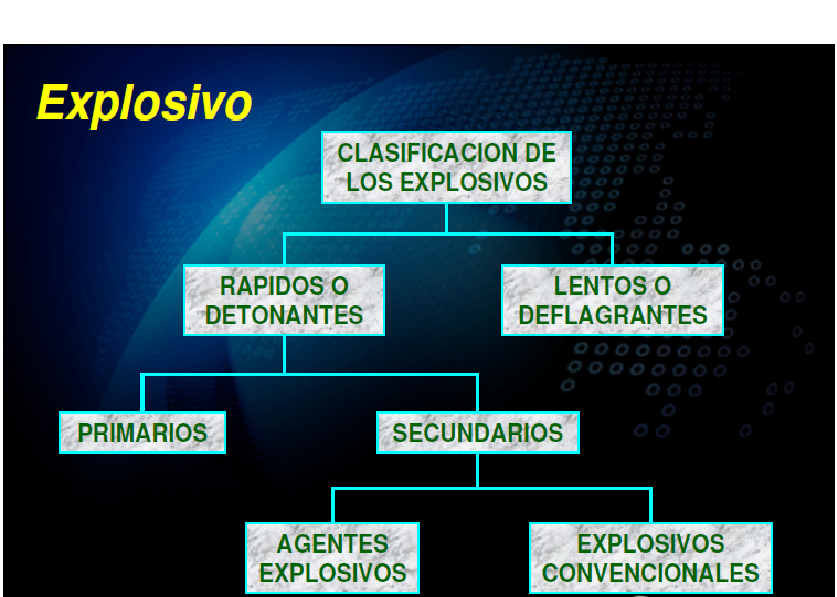 Explosivo
CLASIFICACION DE
LOS EXPLOSIVOS
RAPIDOS O
DETONANTES
LENTOS O
DEFLAGRANTES
PRIMARIOS
SECUNDARIOS
AGENTES
EXPLOSIVOS
EXPLOSIVOS
CONVENCIONALES